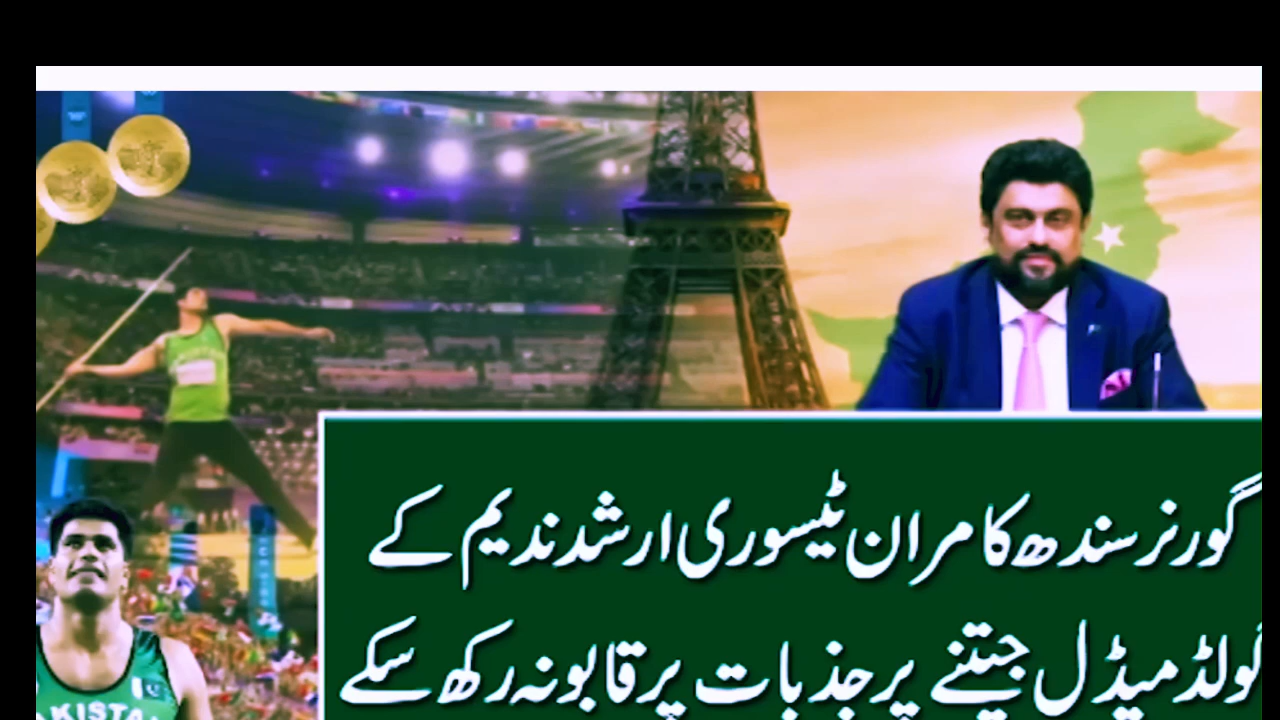 گورنر سندھ کامران ٹیسوری ارشد ندیم کے
گولڈ میڈل جیتنے پر جذبات پر قابو نہ رکھ سکے